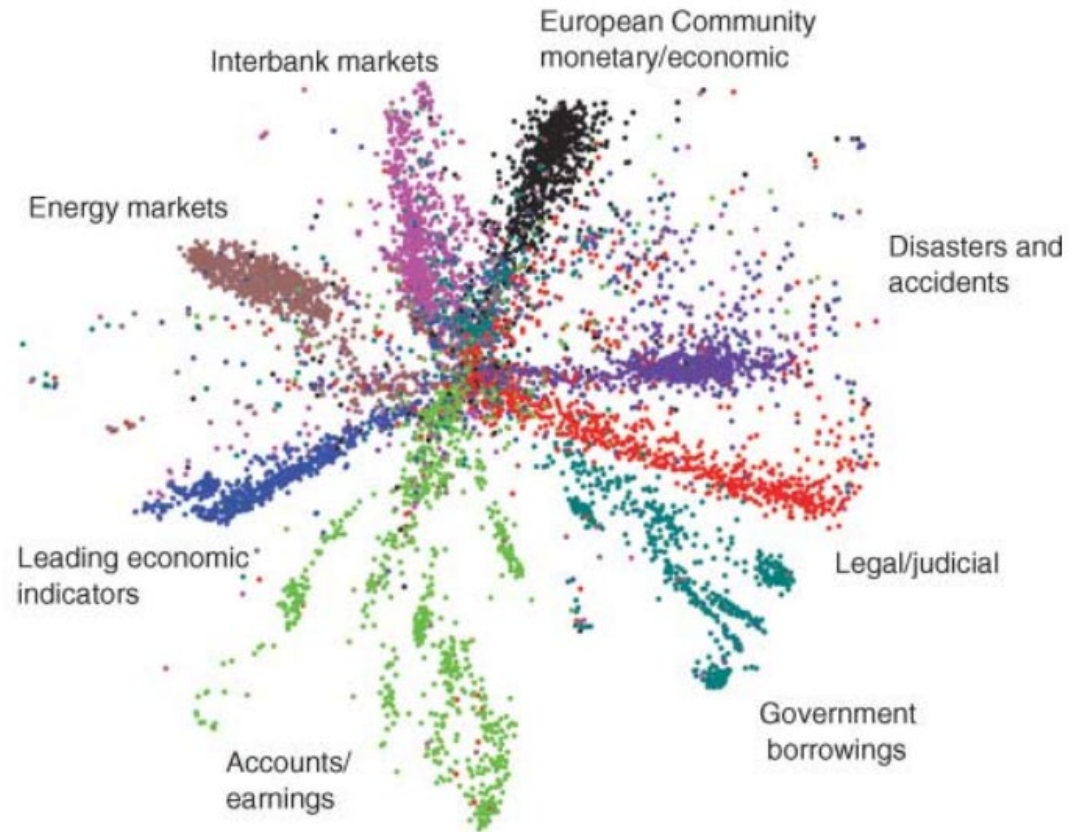 European Community
monetary/economic
Interbank markets
Energy markets
Disasters and
accidents
Leading economic
indicators
Legal/judicial
Government
borrowings
Accounts/
earnings